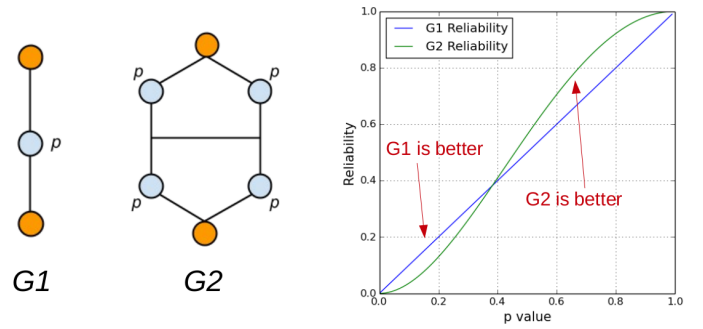 p
G1
p
p
p
p
G2
G1 Reliability
G2 Reliability
G1 is better
G2 is better
Reliability
1.0
0.8
0.6
0.4
0.2
0.0
0.0 0.2 0.4 0.6 0.8 1.0
p value